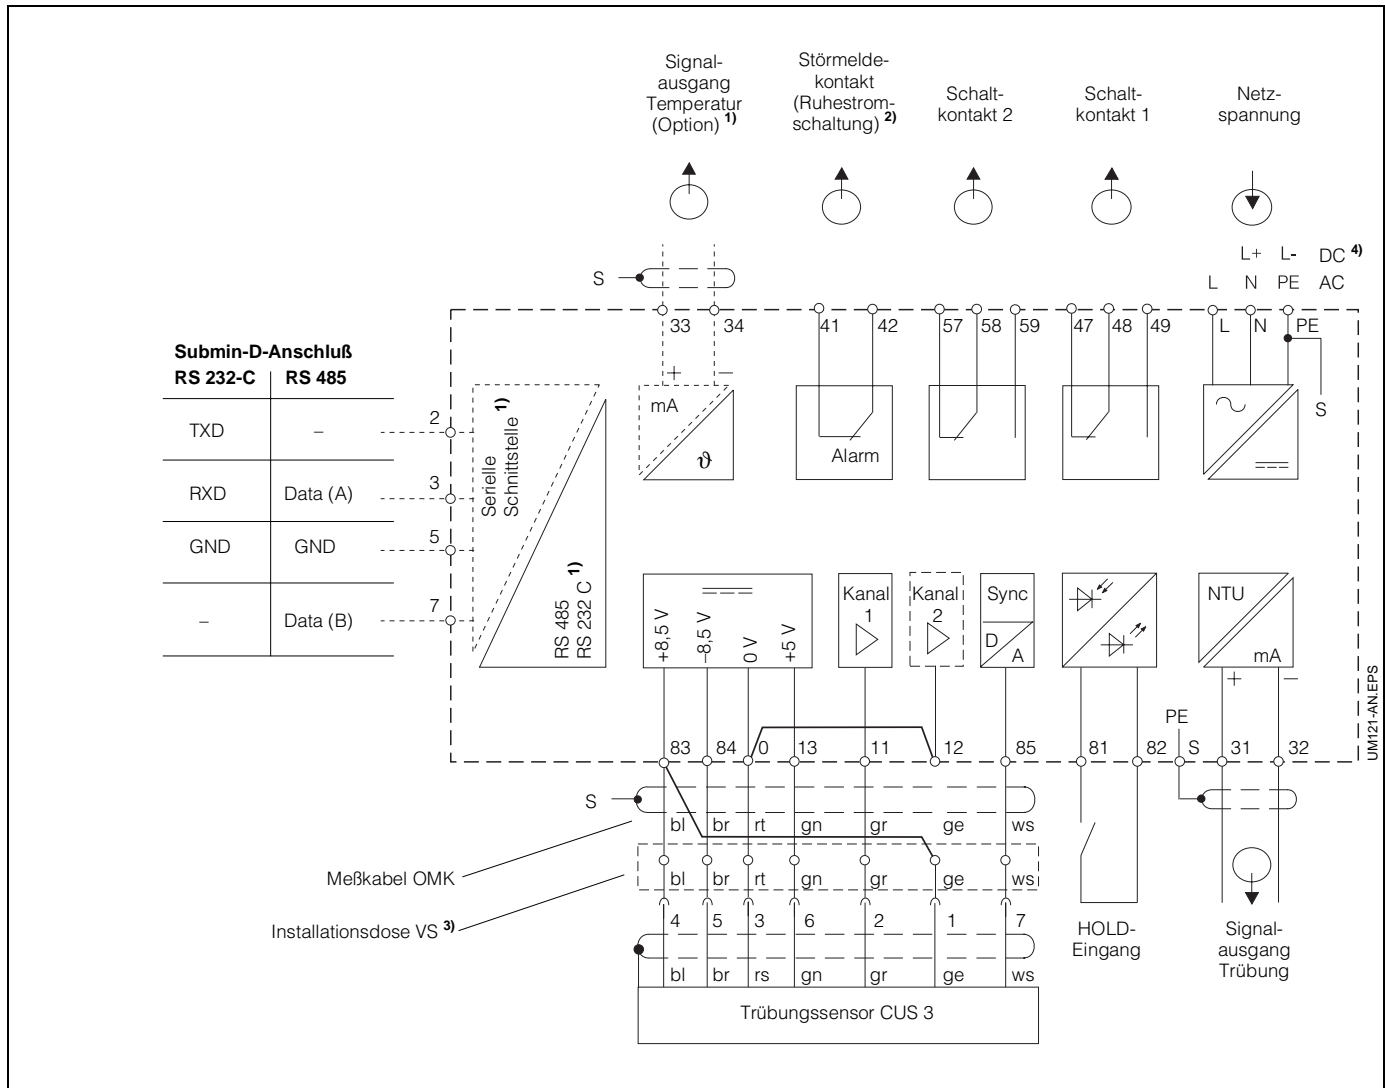 Signal-
ausgang
Temperatur
(Option) 1)
Störmelde-
kontakt
(Ruhestrom-
schaltung) 2)
Schalt-
kontakt 2
Schalt-
kontakt 1
Netz-
spannung
L+ L- DC 4)
L N PE AC
S
33 34 41 42 57 58 59 47 48 49 L N PE
S
+ −
mA
ϑ
Alarm
Submin-D-Anschluß
RS 232-C RS 485
TXD – 2
RXD Data (A) 3
GND GND 5
– Data (B) 7
Serielle
Schnittstelle 1)
RS 485
RS 232 C 1)
+8,5 V
–8,5 V
0 V
+5 V
Kanal
1
Kanal
2
Sync
D
A
NTU
mA
+ −
PE
83 84 0 13 11 12 85 81 82 S 31 32
S
bl br rt gn gr ge ws
Meßkabel OMK
bl br rt gn gr ge ws
Installationsdose VS 3)
4 5 3 6 2 1 7
bl br rs gn gr ge ws
Trübungssensor CUS 3
HOLD-
Eingang
Signal-
ausgang
Trübung
UM121-AN.EPS